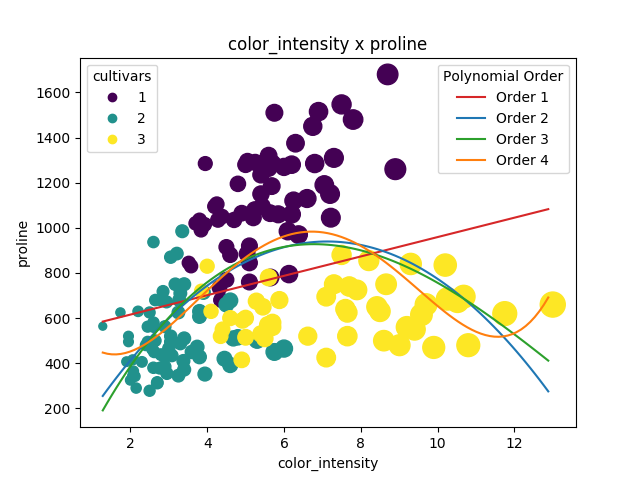 color_intensity x proline
cultivars
1
2
3
Polynomial Order
Order 1
Order 2
Order 3
Order 4
proline
1600
1400
1200
1000
800
600
400
200
2 4 6 8 10 12
color_intensity